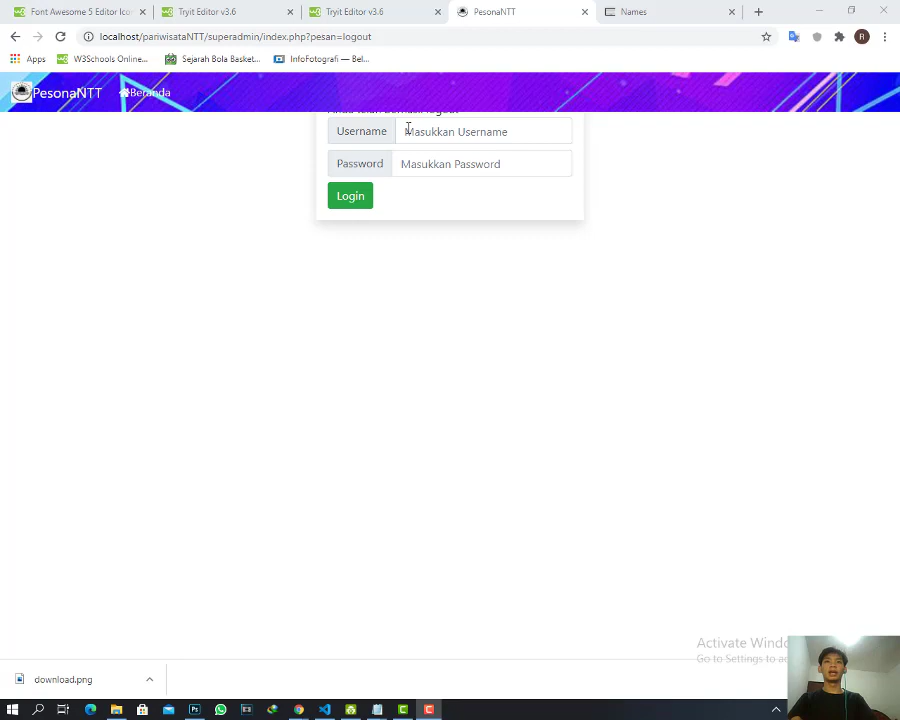 Font Awesome 5 Editor Ico
Tryit Editor v3.6
Tryit Editor v3.6
PesonaNTT
Names
localhost/pariwisataNTT/superadmin/index.php?pesan=logout
R
Apps
W3Schools Online...
Sejarah Bola Basket...
InfoFotografi — Bel...
PesonaNTT
Beranda
Username
Masukkan Username
Password
Masukkan Password
Login
Activate Windo
Go to Settings to ac
download.png